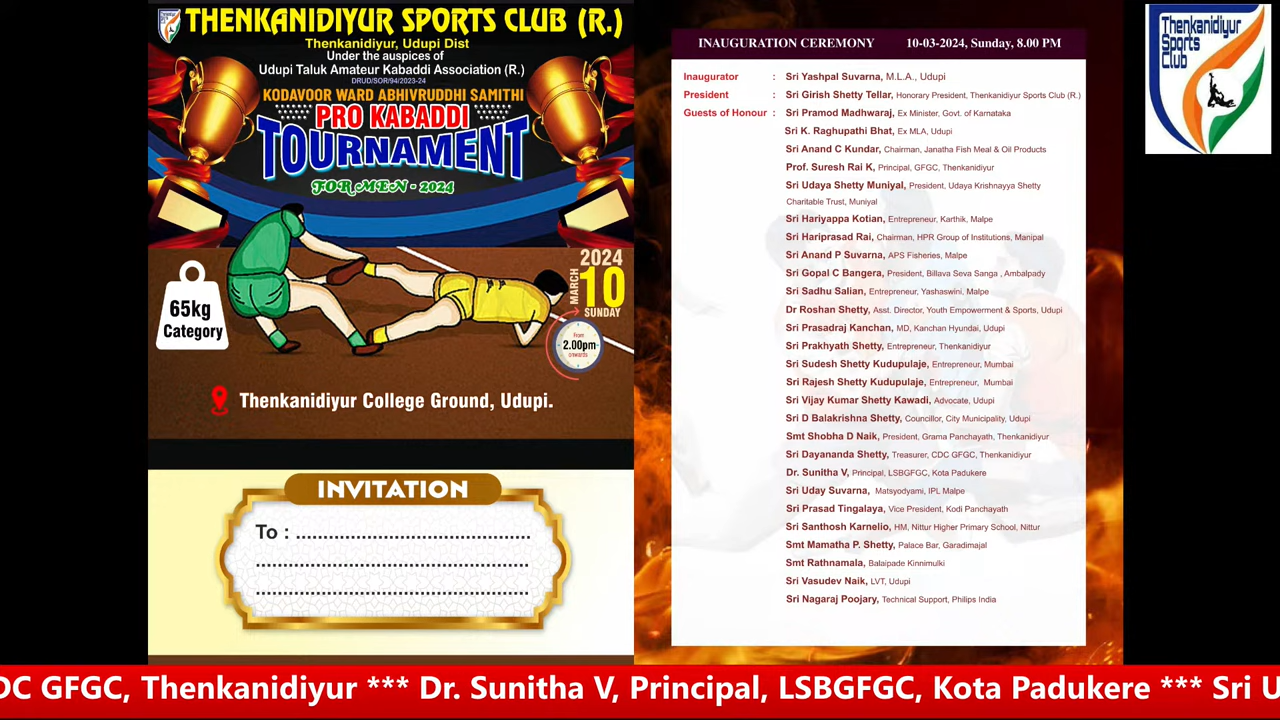 THENKANIDIYUR SPORTS CLUB (R.)
Thenkanidiyur, Udupi Dist
Under the auspices of
Udupi Taluk Amateur Kabaddi Association (R.)
DRUD/SOR/94/2023-24
KODAVOOR WARD ABHIVRUDDHI SAMITHI
PRO KABADDI
TOURNAMENT
FOR MEN - 2024
65kg
Category
2024
MARCH
10
SUNDAY
From
2.00pm
onwards
Thenkanidiyur College Ground, Udupi.
INVITATION
To : ..........................................
................................................
................................................
INAUGURATION CEREMONY 10-03-2024, Sunday, 8.00 PM
Inaugurator : Sri Yashpal Suvarna, M.L.A., Udupi
President : Sri Girish Shetty Tellar, Honorary President, Thenkanidiyur Sports Club (R.)
Guests of Honour : Sri Pramod Madhwaraj, Ex Minister, Govt. of Karnataka
Sri K. Raghupathi Bhat, Ex MLA, Udupi
Sri Anand C Kundar, Chairman, Janatha Fish Meal & Oil Products
Prof. Suresh Rai K, Principal, GFGC, Thenkanidiyur
Sri Udaya Shetty Muniyal, President, Udaya Krishnayya Shetty
Charitable Trust, Muniyal
Sri Hariyappa Kotian, Entrepreneur, Karthik, Malpe
Sri Hariprasad Rai, Chairman, HPR Group of Institutions, Manipal
Sri Anand P Suvarna, APS Fisheries, Malpe
Sri Gopal C Bangera, President, Billava Seva Sanga , Ambalpady
Sri Sadhu Salian, Entrepreneur, Yashaswini, Malpe
Dr Roshan Shetty, Asst. Director, Youth Empowerment & Sports, Udupi
Sri Prasadraj Kanchan, MD, Kanchan Hyundai, Udupi
Sri Prakhyath Shetty, Entrepreneur, Thenkanidiyur
Sri Sudesh Shetty Kudupulaje, Entrepreneur, Mumbai
Sri Rajesh Shetty Kudupulaje, Entrepreneur, Mumbai
Sri Vijay Kumar Shetty Kawadi, Advocate, Udupi
Sri D Balakrishna Shetty, Councillor, City Municipality, Udupi
Smt Shobha D Naik, President, Grama Panchayath, Thenkanidiyur
Sri Dayananda Shetty, Treasurer, CDC GFGC, Thenkanidiyur
Dr. Sunitha V, Principal, LSBGFGC, Kota Padukere
Sri Uday Suvarna, Matsyodyami, IPL Malpe
Sri Prasad Tingalaya, Vice President, Kodi Panchayath
Sri Santhosh Karnelio, HM, Nittur Higher Primary School, Nittur
Smt Mamatha P. Shetty, Palace Bar, Garadimajal
Smt Rathnamala, Balaipade Kinnimulki
Sri Vasudev Naik, LVT, Udupi
Sri Nagaraj Poojary, Technical Support, Philips India
Thenkanidiyur
Sports
Club
DC GFGC, Thenkanidiyur *** Dr. Sunitha V, Principal, LSBGFGC, Kota Padukere *** Sri U